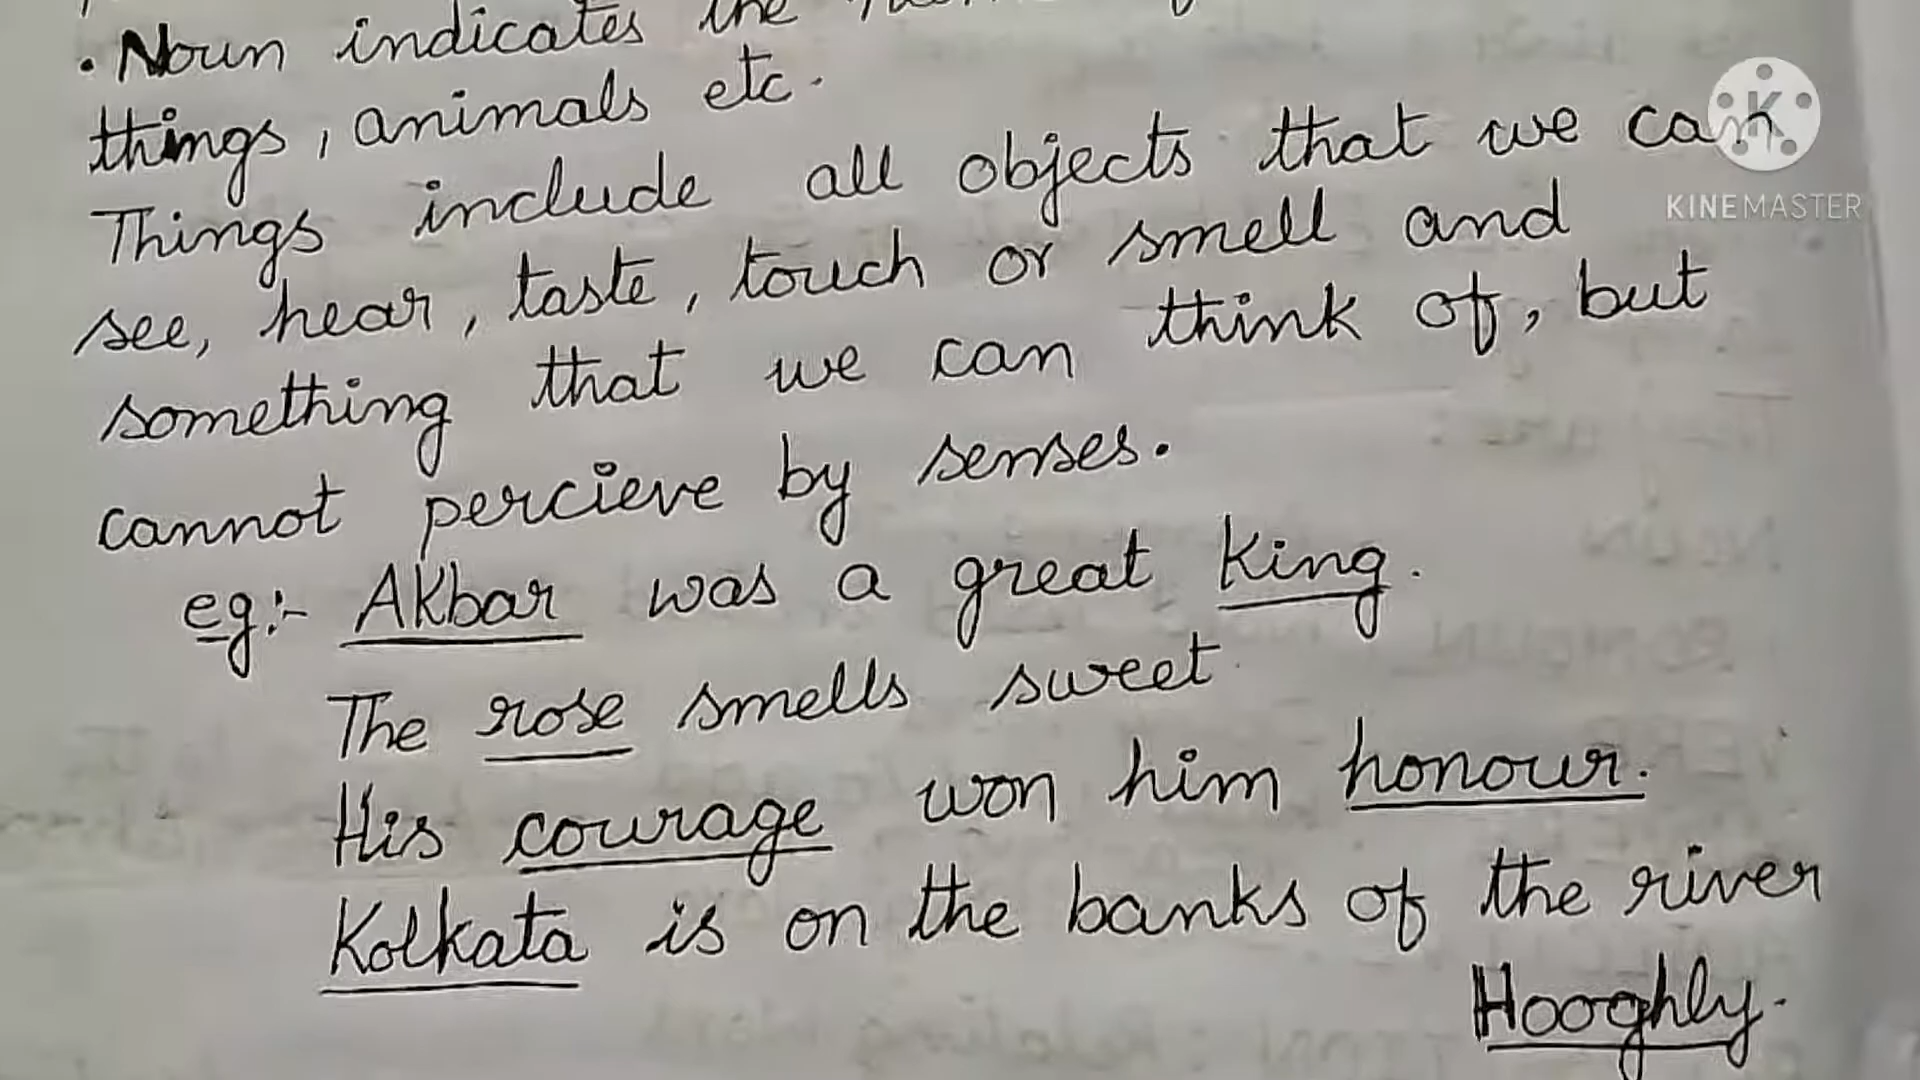 . Noun indicates the
things, animals etc.
Things include all objects that we can
see, hear, taste, touch or smell and
something that we can think of, but
cannot percieve by senses.
eg:- Akbar was a great King.
The rose smells sweet
His courage won him honour.
Kolkata is on the banks of the river
Hooghly.
K
KINEMASTER